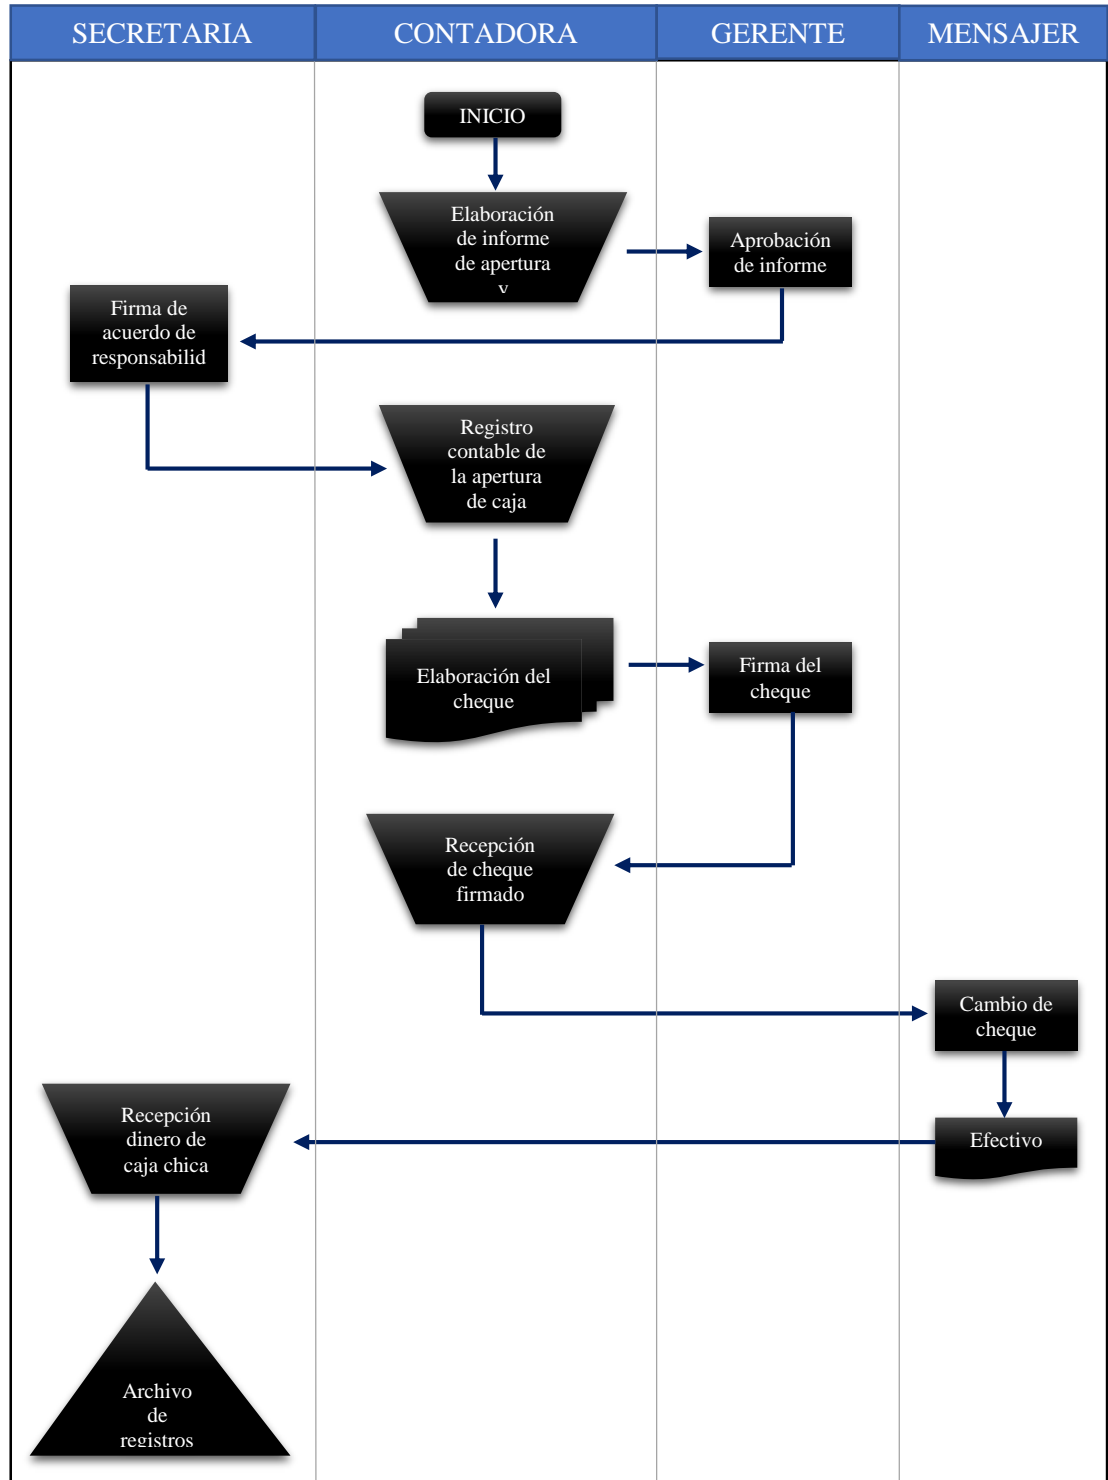 SECRETARIA
CONTADORA
GERENTE
MENSAJER
INICIO
Elaboración
de informe
de apertura
y
Aprobación
de informe
Firma de
acuerdo de
responsabilid
Registro
contable de
la apertura
de caja
Elaboración del
cheque
Firma del
cheque
Recepción
de cheque
firmado
Cambio de
cheque
Efectivo
Recepción
dinero de
caja chica
Archivo
de
registros